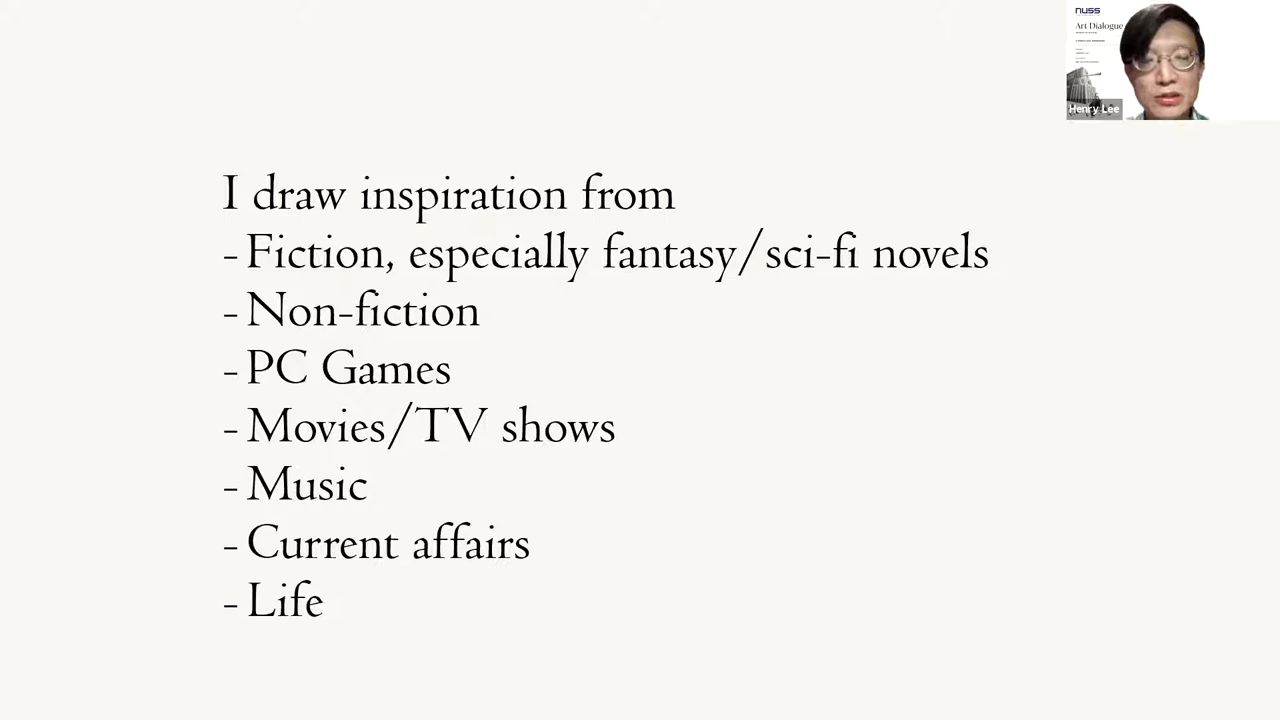 nuss
Art Dialogue
Henry Lee
I draw inspiration from
-Fiction, especially fantasy/sci-fi novels
-Non-fiction
-PC Games
-Movies/TV shows
-Music
-Current affairs
-Life